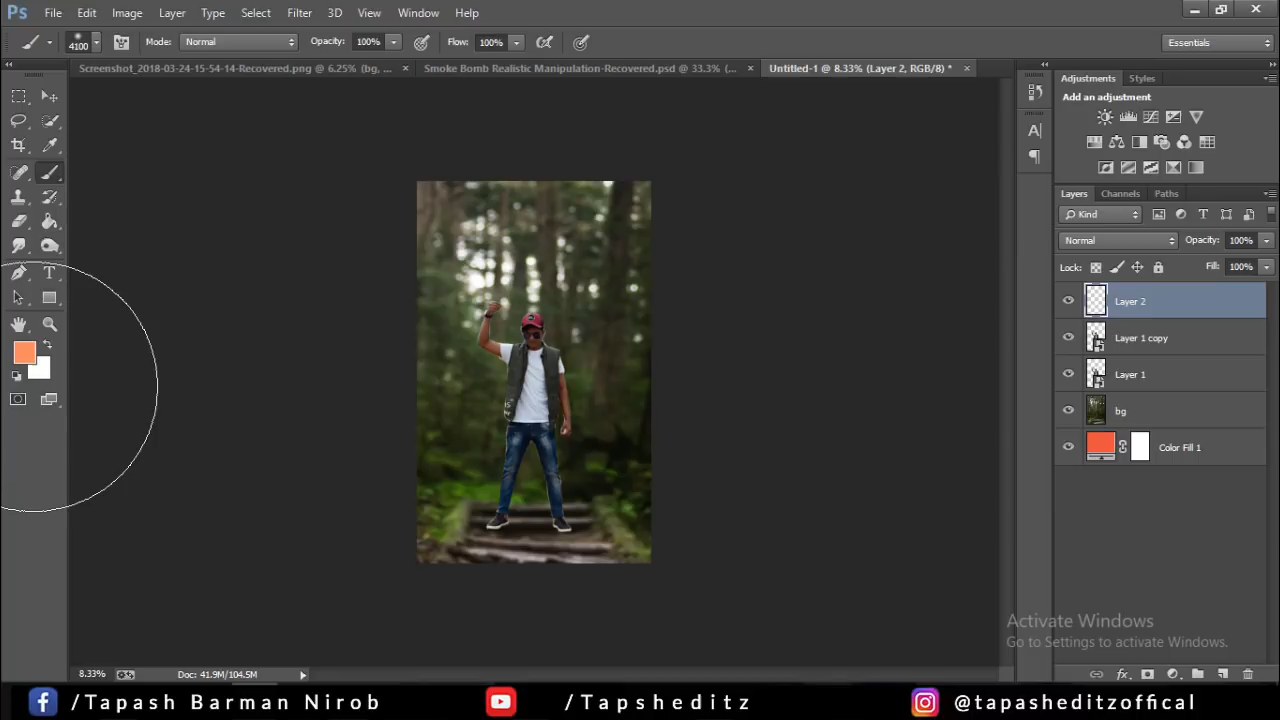 Ps File Edit Image Layer Type Select Filter 3D View Window Help
4100 Mode: Normal Opacity: 100% Flow: 100% Essentials
Screenshot_2018-03-24-15-54-14-Recovered.png @ 6.25% (bg, ... × Smoke Bomb Realistic Manipulation-Recovered.psd @ 33.3% (... × Untitled-1 @ 8.33% (Layer 2, RGB/8) * ×
Adjustments Styles
Add an adjustment
Layers Channels Paths
Kind
Normal Opacity: 100%
Lock: Fill: 100%
Layer 2
Layer 1 copy
Layer 1
bg
Color Fill 1
Activate Windows
Go to Settings to activate Windows.
8.33% Doc: 41.9M/104.5M
/Tapash Barman Nirob /Tapsheditz @tapasheditzoffical